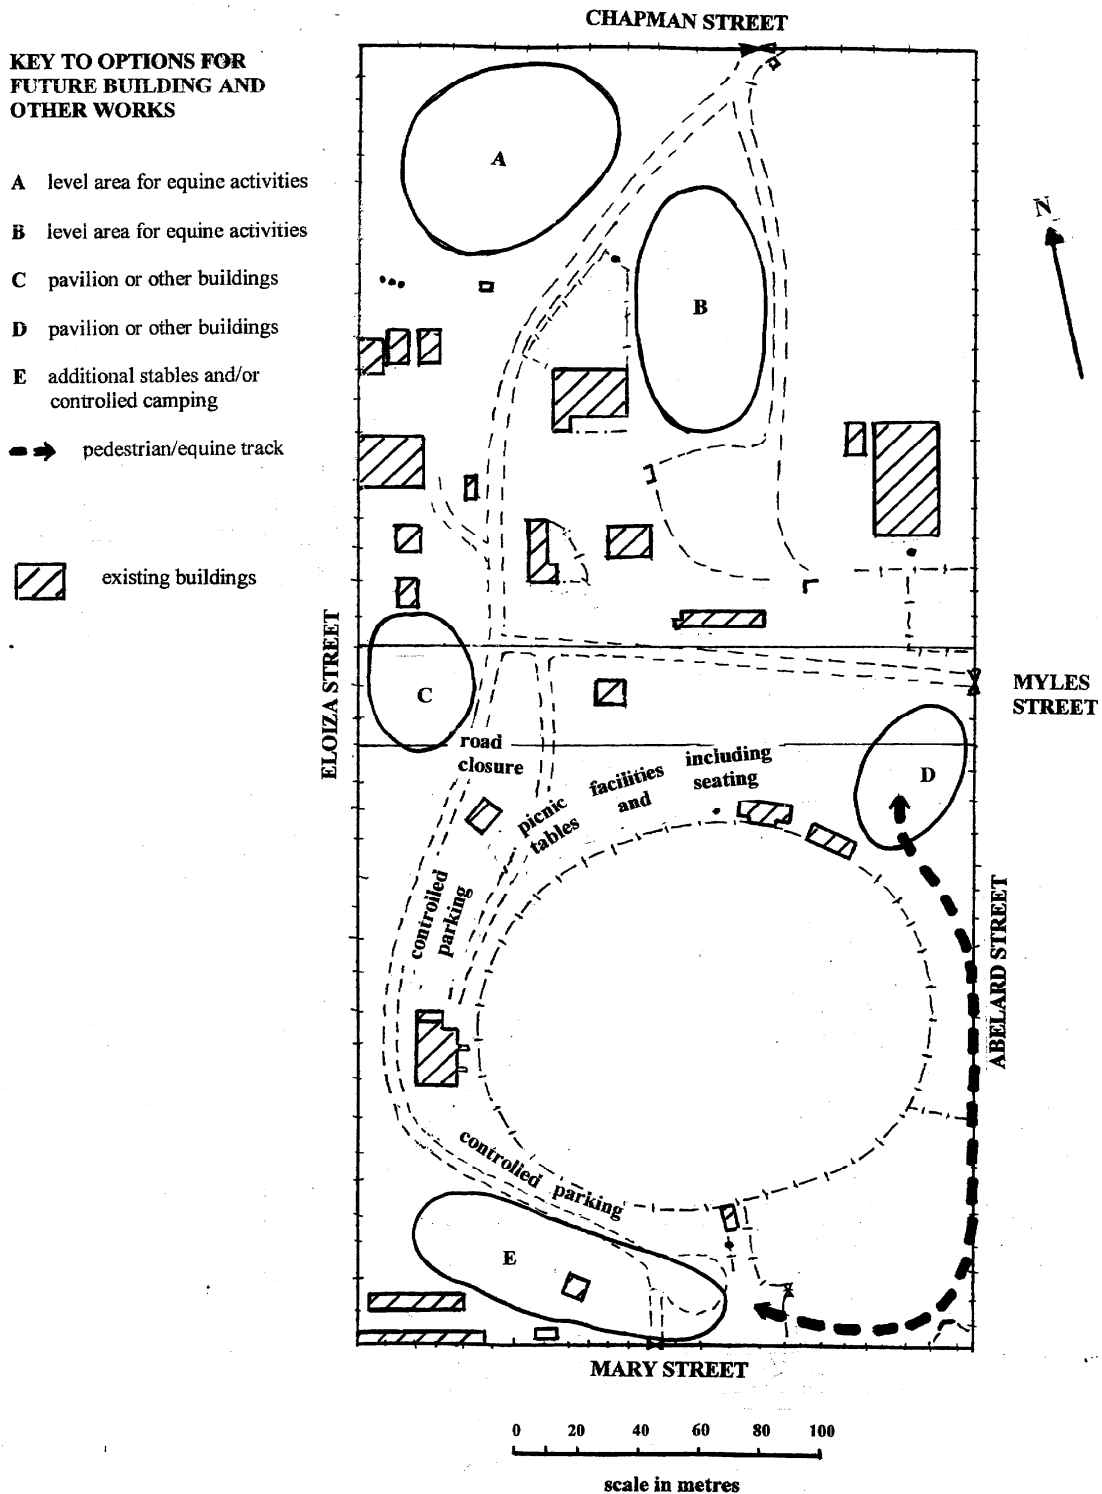 CHAPMAN STREET
KEY TO OPTIONS FOR
FUTURE BUILDING AND
OTHER WORKS
A level area for equine activities
B level area for equine activities
C pavilion or other buildings
D pavilion or other buildings
E additional stables and/or
controlled camping
pedestrian/equine track
existing buildings
N
A
B
ELOIZA STREET
C
MYLES
STREET
road
closure
picnic facilities including
tables and seating
D
controlled
parking
ABELARD STREET
controlled parking
E
MARY STREET
0 20 40 60 80 100
scale in metres